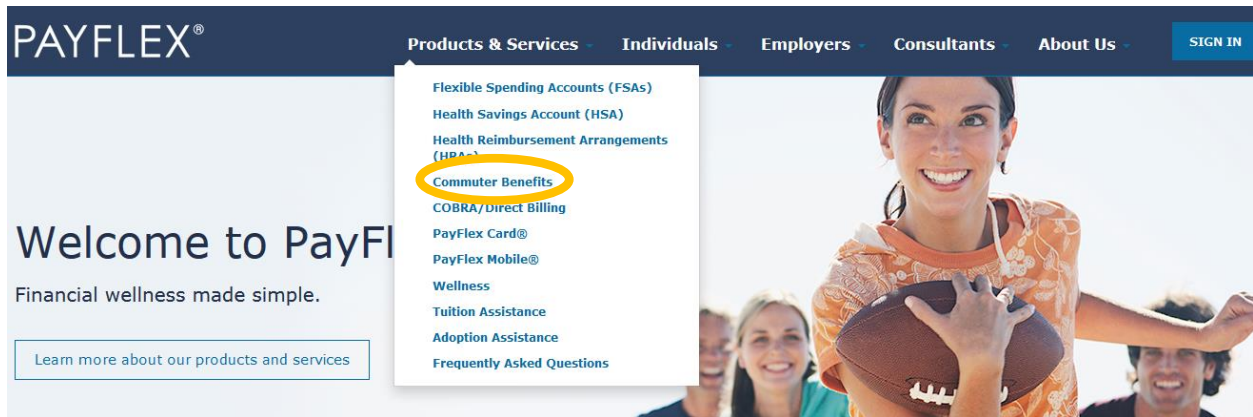 PAYFLEX®
Products & Services Individuals Employers Consultants About Us SIGN IN
Flexible Spending Accounts (FSAs)
Health Savings Account (HSA)
Health Reimbursement Arrangements
(HRAs)
Commuter Benefits
COBRA/Direct Billing
PayFlex Card®
PayFlex Mobile®
Wellness
Tuition Assistance
Adoption Assistance
Frequently Asked Questions
Welcome to PayFl
Financial wellness made simple.
Learn more about our products and services